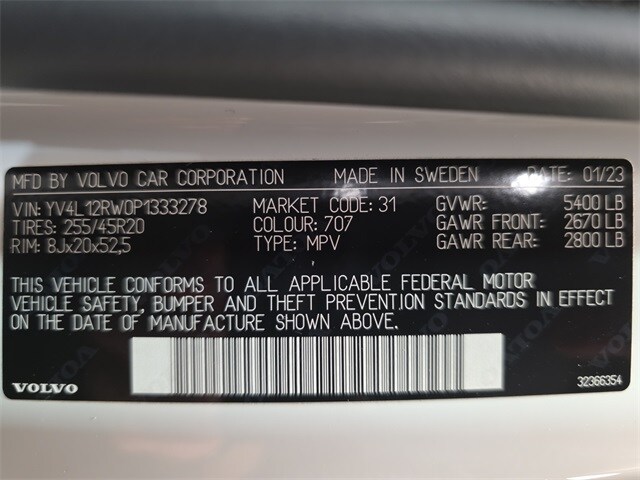 MFD BY VOLVO CAR CORPORATION MADE IN SWEDEN DATE: 01/23
VIN: YV4L12RW0P1333278 MARKET CODE: 31 GVWR: 5400 LB
TIRES: 255/45R20 COLOUR: 707 GAWR FRONT: 2670 LB
RIM: 8Jx20x52,5 TYPE: MPV GAWR REAR: 2800 LB
THIS VEHICLE CONFORMS TO ALL APPLICABLE FEDERAL MOTOR
VEHICLE SAFETY, BUMPER AND THEFT PREVENTION STANDARDS IN EFFECT
ON THE DATE OF MANUFACTURE SHOWN ABOVE.
VOLVO 32366354